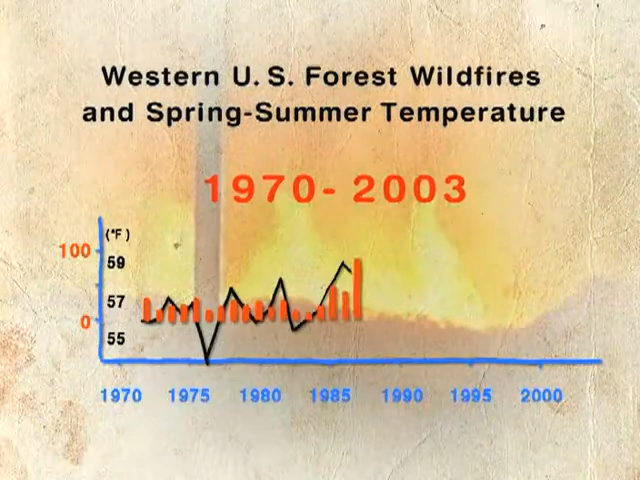 Western U. S. Forest Wildfires
and Spring-Summer Temperature
1970- 2003
(°F)
100
59
57
0
55
1970 1975 1980 1985 1990 1995 2000